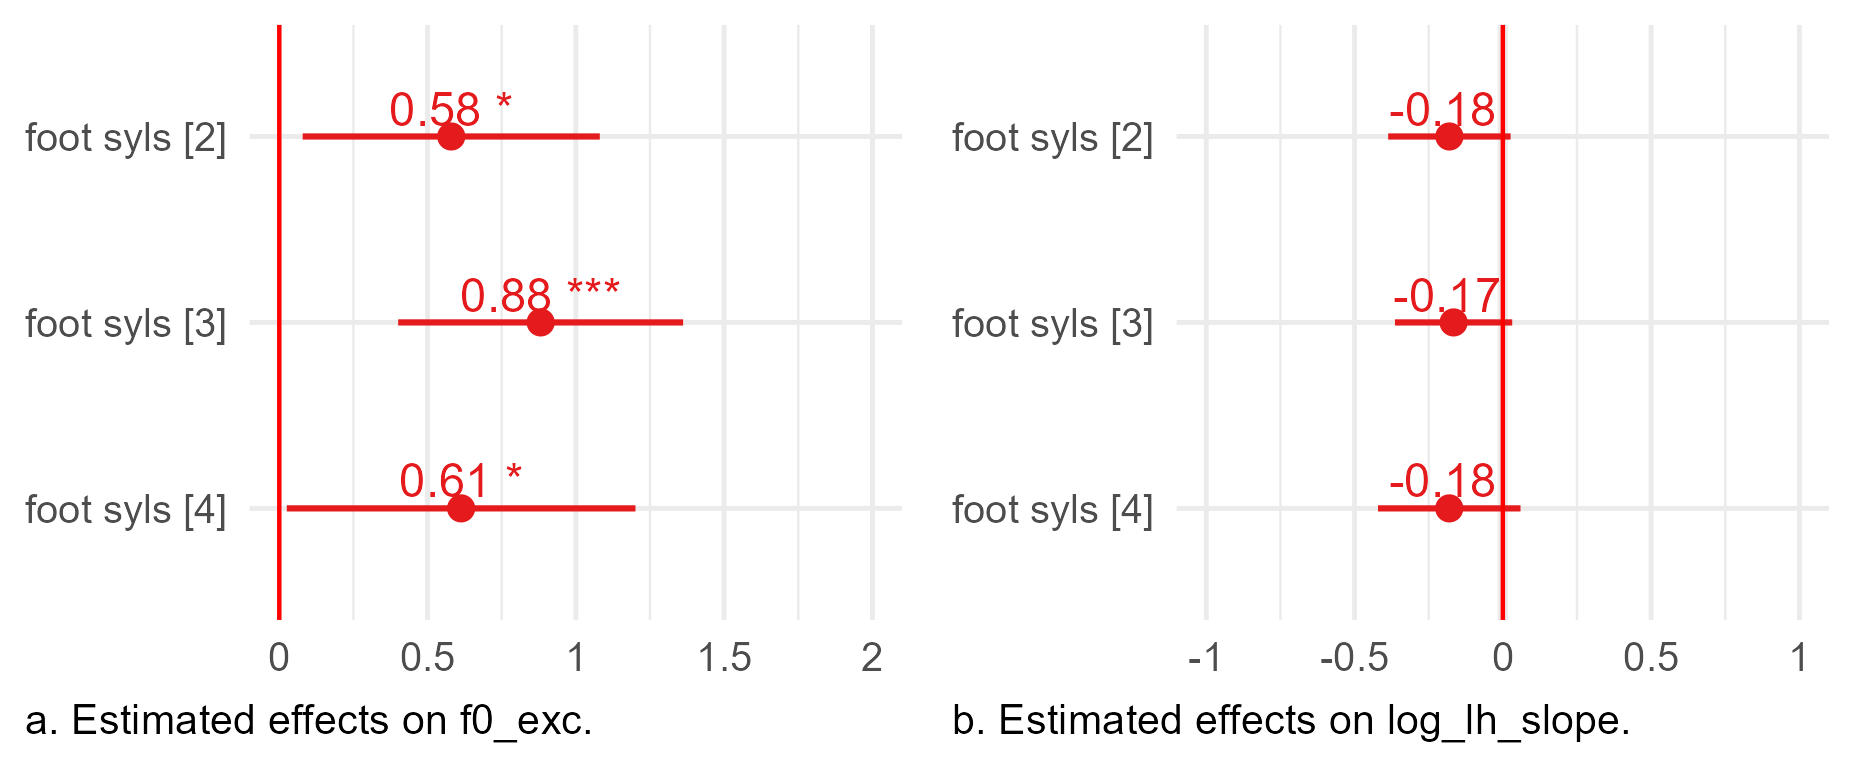 0.58 *
foot syls [2]
0.88 ***
foot syls [3]
0.61 *
foot syls [4]
0 0.5 1 1.5 2
a. Estimated effects on f0_exc.
-0.18
foot syls [2]
-0.17
foot syls [3]
-0.18
foot syls [4]
-1 -0.5 0 0.5 1
b. Estimated effects on log_lh_slope.